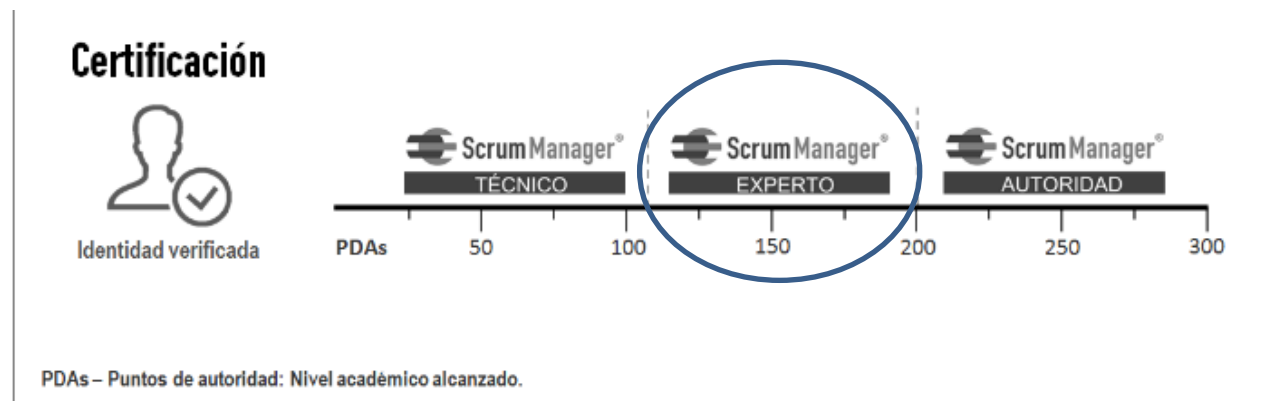 Certificación
Identidad verificada
ScrumManager®
TÉCNICO
ScrumManager®
EXPERTO
ScrumManager®
AUTORIDAD
PDAs 50 100 150 200 250 300
PDAs – Puntos de autoridad: Nivel académico alcanzado.